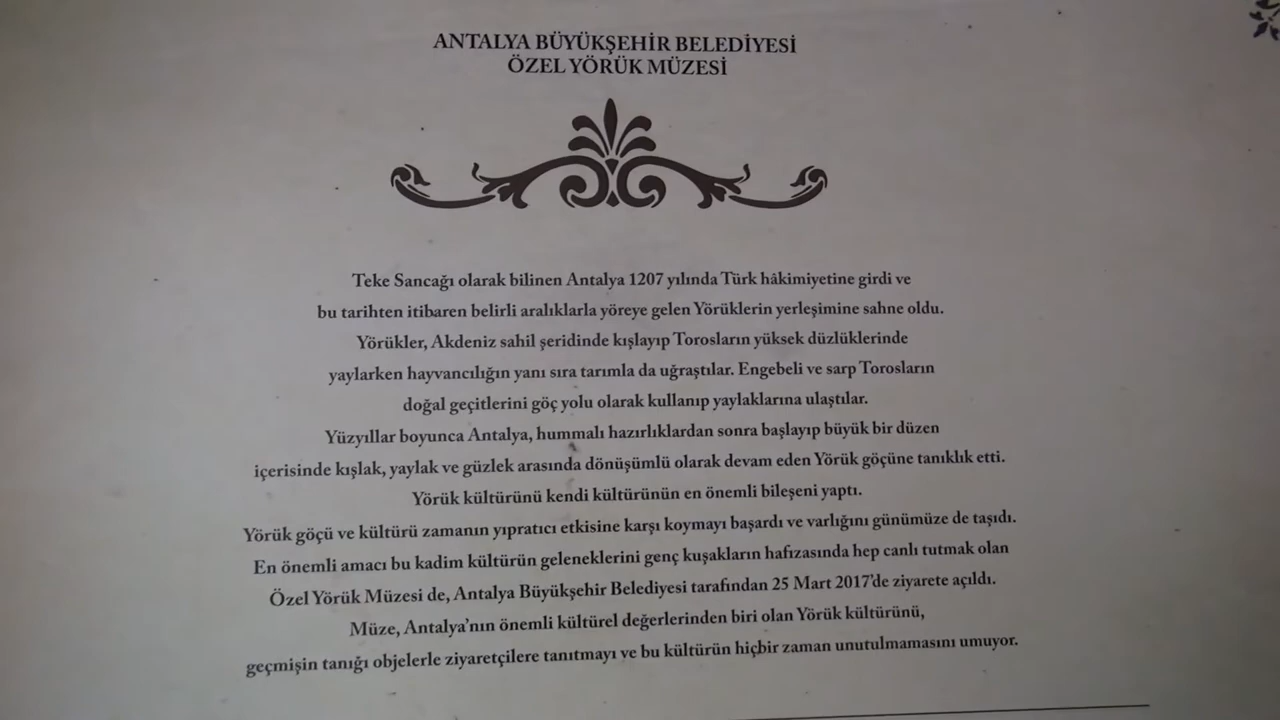 ANTALYA BÜYÜKŞEHİR BELEDİYESİ
ÖZEL YÖRÜK MÜZESİ
Teke Sancağı olarak bilinen Antalya 1207 yılında Türk hâkimiyetine girdi ve
bu tarihten itibaren belirli aralıklarla yöreye gelen Yörüklerin yerleşimine sahne oldu.
Yörükler, Akdeniz sahil şeridinde kışlayıp Torosların yüksek düzlüklerinde
yaylarken hayvancılığın yanı sıra tarımla da uğraştılar. Engebeli ve sarp Torosların
doğal geçitlerini göç yolu olarak kullanıp yaylaklarına ulaştılar.
Yüzyıllar boyunca Antalya, hummalı hazırlıklardan sonra başlayıp büyük bir düzen
içerisinde kışlak, yaylak ve güzlek arasında dönüşümlü olarak devam eden Yörük göçüne tanıklık etti.
Yörük kültürünü kendi kültürünün en önemli bileşeni yaptı.
Yörük göçü ve kültürü zamanın yıpratıcı etkisine karşı koymayı başardı ve varlığını günümüze de taşıdı.
En önemli amacı bu kadim kültürün geleneklerini genç kuşakların hafızasında hep canlı tutmak olan
Özel Yörük Müzesi de, Antalya Büyükşehir Belediyesi tarafından 25 Mart 2017'de ziyarete açıldı.
Müze, Antalya'nın önemli kültürel değerlerinden biri olan Yörük kültürünü,
geçmişin tanığı objelerle ziyaretçilere tanıtmayı ve bu kültürün hiçbir zaman unutulmamasını umuyor.